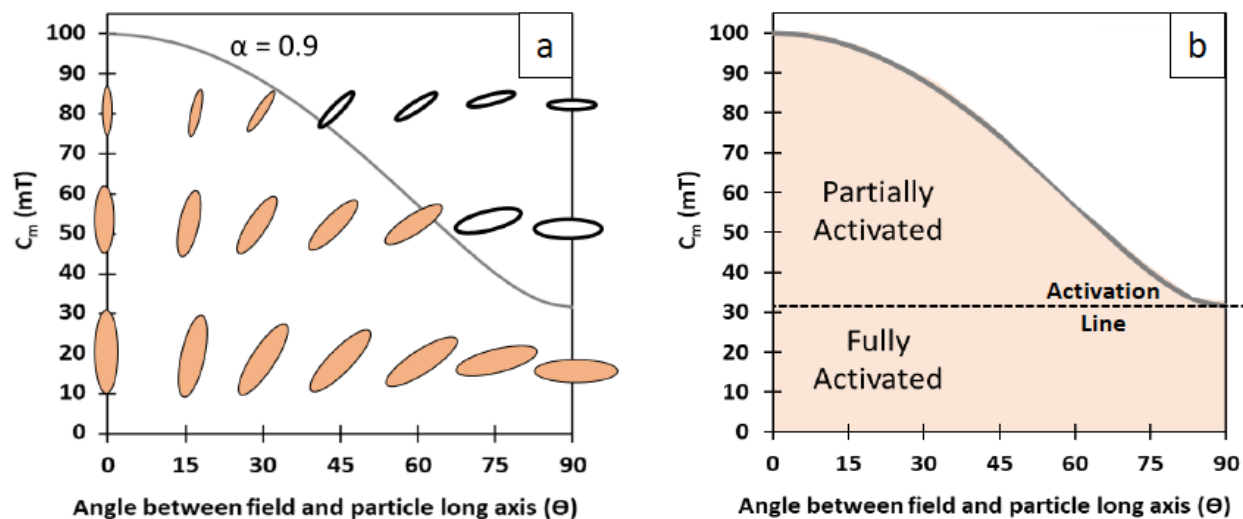 a
α = 0.9
100
90
80
70
60
50
40
30
20
10
0
C_m (mT)
0 15 30 45 60 75 90
Angle between field and particle long axis (Θ)
b
100
90
80
70
60
50
40
30
20
10
0
C_m (mT)
Partially
Activated
Activation
Line
Fully
Activated
0 15 30 45 60 75 90
Angle between field and particle long axis (Θ)